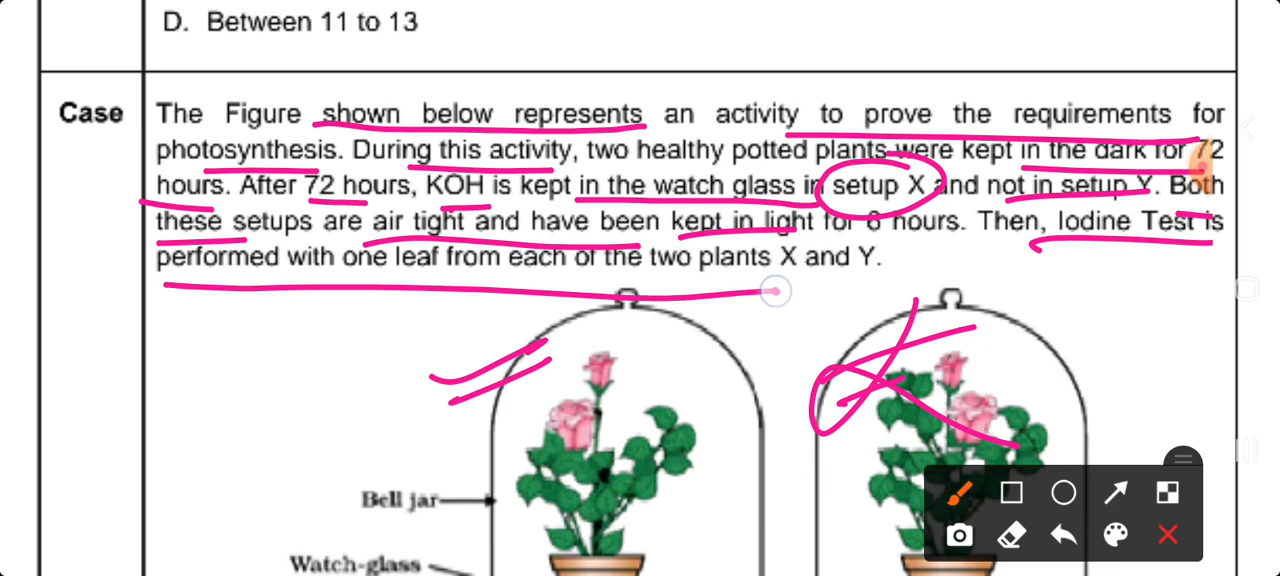 D. Between 11 to 13
Case
The Figure shown below represents an activity to prove the requirements for
photosynthesis. During this activity, two healthy potted plants were kept in the dark for 72
hours. After 72 hours, KOH is kept in the watch glass in setup X and not in setup Y. Both
these setups are air tight and have been kept in light for 6 hours. Then, Iodine Test is
performed with one leaf from each of the two plants X and Y.
Bell jar
Watch-glass